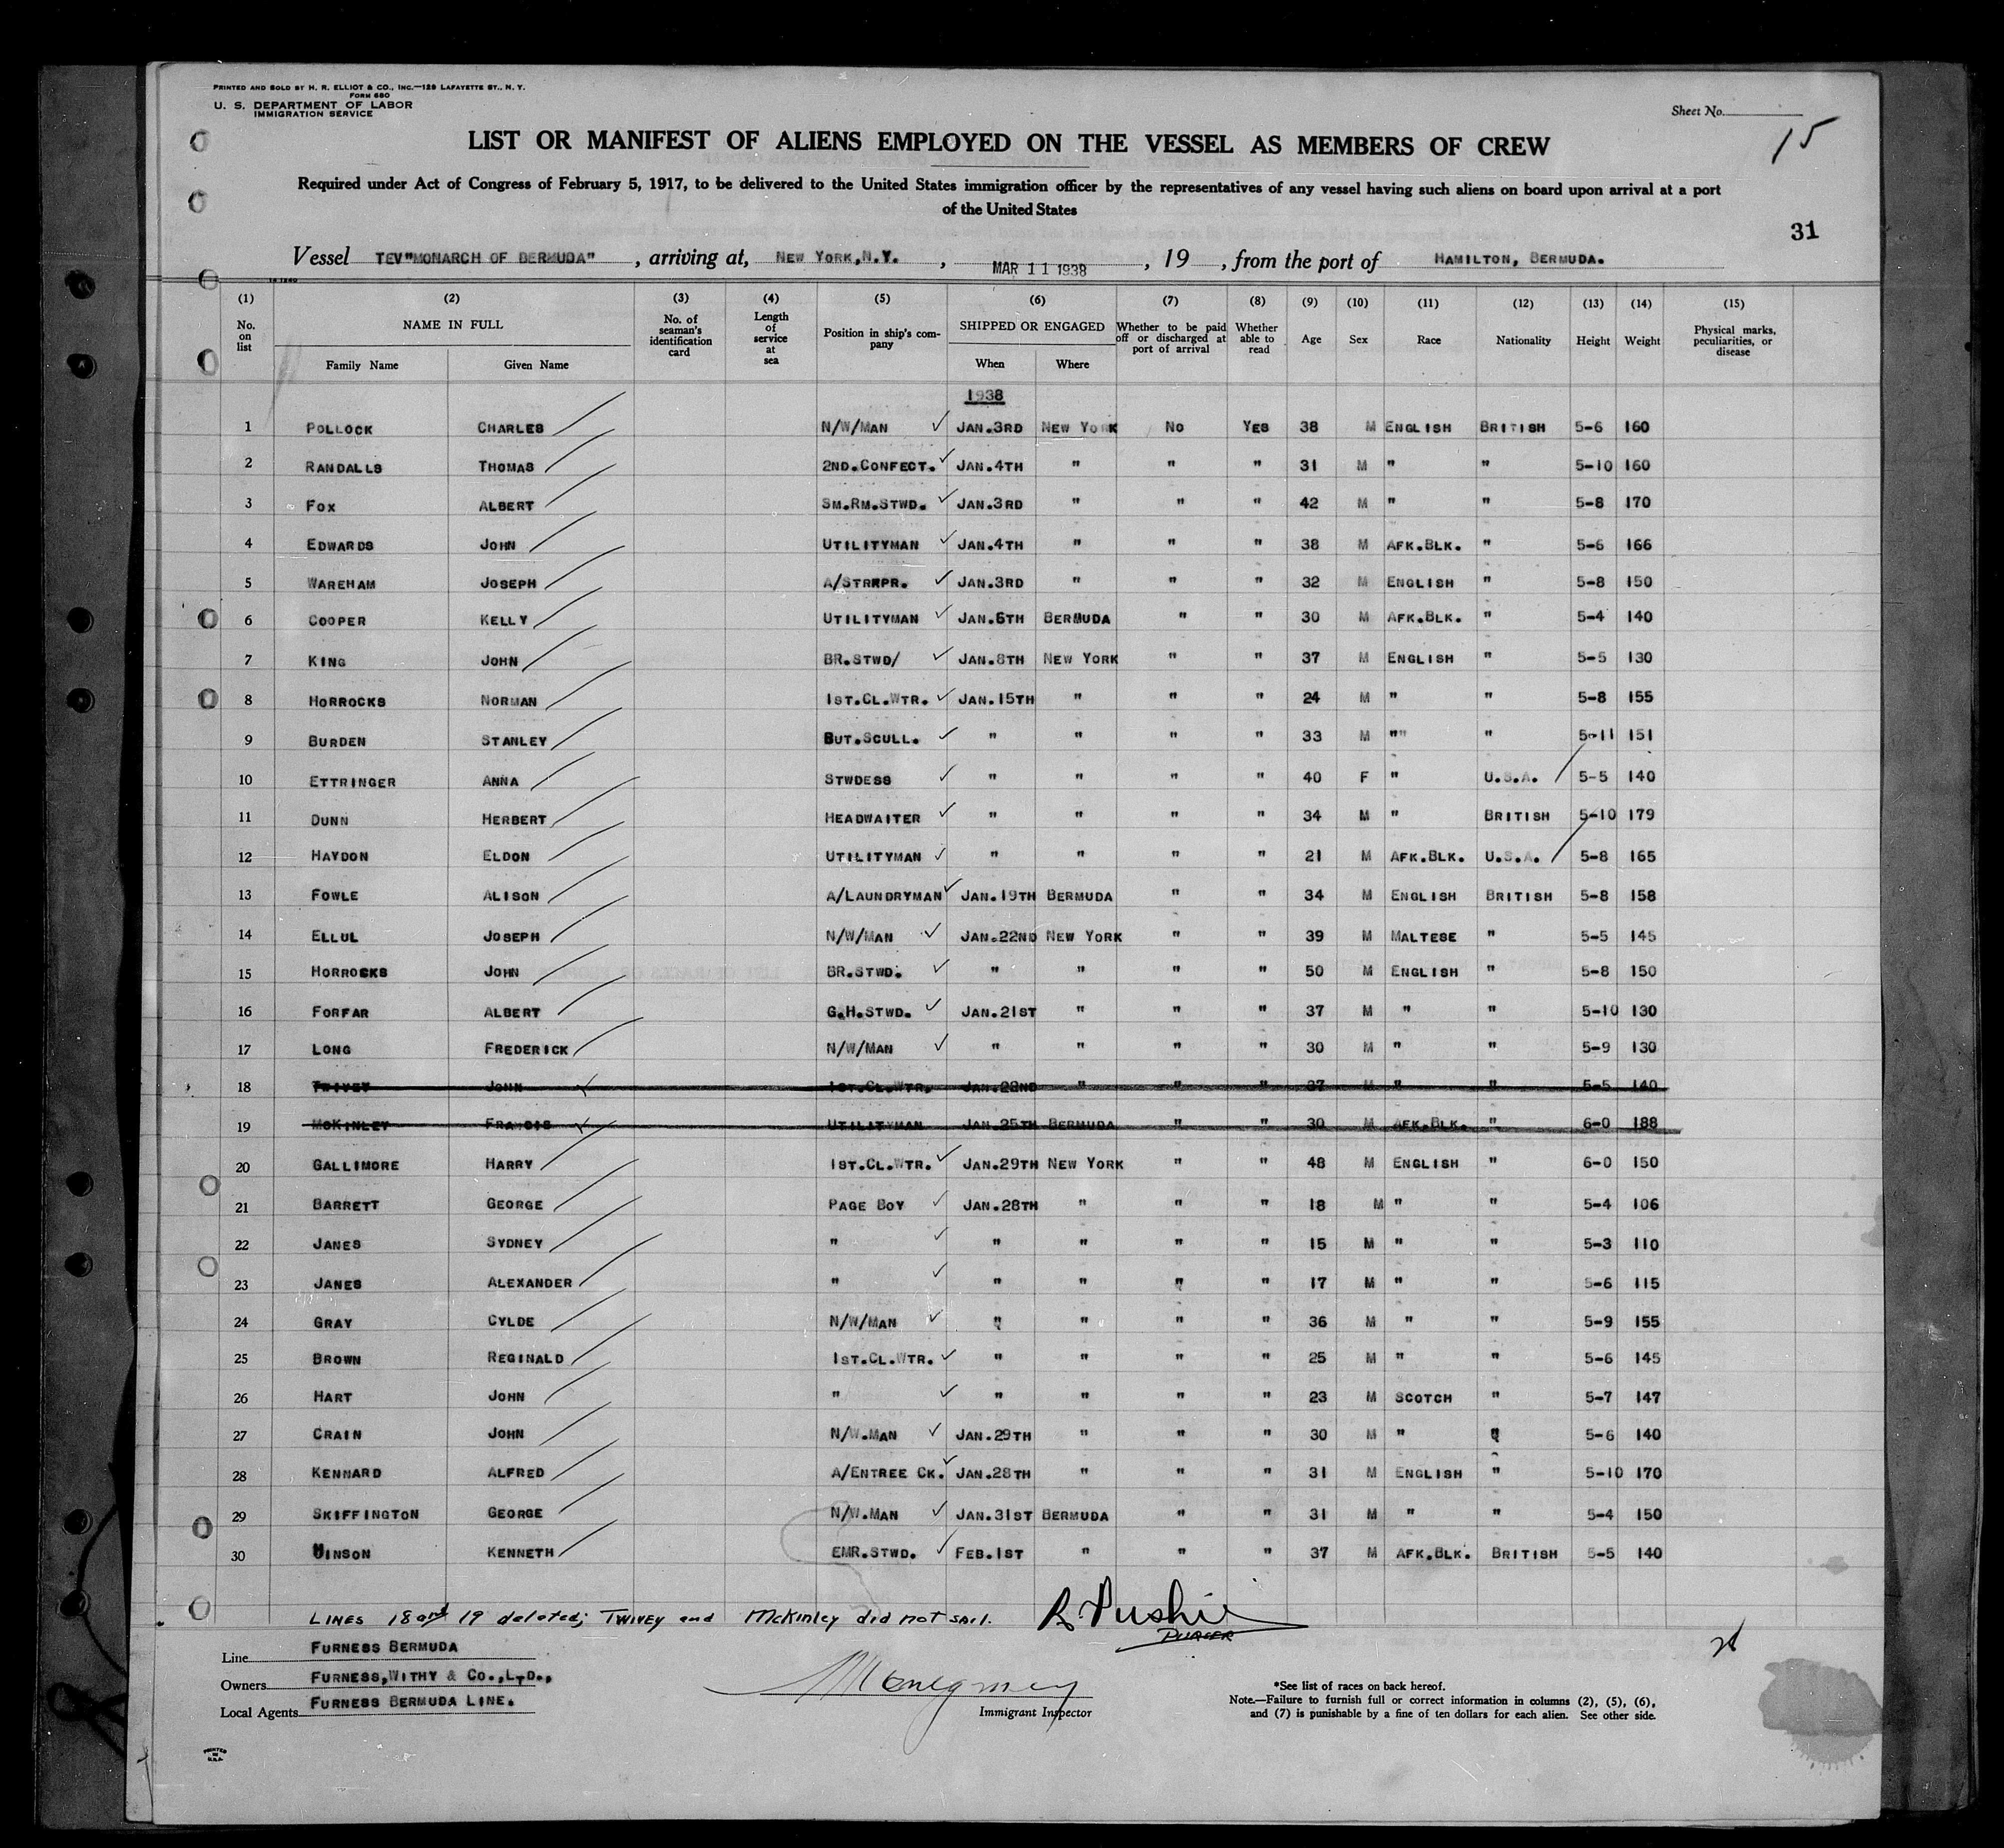 PRINTED AND SOLD BY H. R. ELLIOT & CO., INC.—129 LAFAYETTE ST., N. Y.
FORM 680
U. S. DEPARTMENT OF LABOR
IMMIGRATION SERVICE
Sheet No.
15
LIST OR MANIFEST OF ALIENS EMPLOYED ON THE VESSEL AS MEMBERS OF CREW
Required under Act of Congress of February 5, 1917, to be delivered to the United States immigration officer by the representatives of any vessel having such aliens on board upon arrival at a port
of the United States
31
Vessel TEV"MONARCH OF BERMUDA", arriving at, NEW YORK,N.Y., MAR 11 1938, 19 , from the port of HAMILTON, BERMUDA.
(1) (2) (3) (4) (5) (6) (7) (8) (9) (10) (11) (12) (13) (14) (15)
No. on list NAME IN FULL Family Name Given Name No. of seaman's identification card Length of service at sea Position in ship's company SHIPPED OR ENGAGED When Where Whether to be paid off or discharged at port of arrival Whether able to read Age Sex Race Nationality Height Weight Physical marks, peculiarities, or disease
1938
1 POLLOCK CHARLES N/W/MAN JAN.3RD NEW YORK NO YES 38 M ENGLISH BRITISH 5-6 160
2 RANDALLS THOMAS 2ND.CONFECT. JAN.4TH " " " 31 M " " 5-10 160
3 FOX ALBERT SM.RM.STWD. JAN.3RD " " " 42 M " " 5-8 170
4 EDWARDS JOHN UTILITYMAN JAN.4TH " " " 38 M AFK.BLK. " 5-6 166
5 WAREHAM JOSEPH A/STRKPR. JAN.3RD " " " 32 M ENGLISH " 5-8 150
6 COOPER KELLY UTILITYMAN JAN.6TH BERMUDA " " 30 M AFK.BLK. " 5-4 140
7 KING JOHN BR.STWD/ JAN.8TH NEW YORK " " 37 M ENGLISH " 5-5 130
8 HORROCKS NORMAN 1ST.CL.WTR. JAN.15TH " " " 24 M " " 5-8 155
9 BURDEN STANLEY BUT.SCULL. " " " " 33 M "" " 5-11 151
10 ETTRINGER ANNA STWDESS " " " " 40 F " U.S.A. 5-5 140
11 DUNN HERBERT HEADWAITER " " " " 34 M " BRITISH 5-10 179
12 HAYDON ELDON UTILITYMAN " " " " 21 M AFK.BLK. U.S.A. 5-8 165
13 FOWLE ALISON A/LAUNDRYMAN JAN.19TH BERMUDA " " 34 M ENGLISH BRITISH 5-8 158
14 ELLUL JOSEPH N/W/MAN JAN.22ND NEW YORK " " 39 M MALTESE " 5-5 145
15 HORROCKS JOHN BR.STWD. " " " " 50 M ENGLISH " 5-8 150
16 FORFAR ALBERT G.H.STWD. JAN.21ST " " " 37 M " " 5-10 130
17 LONG FREDERICK N/W/MAN " " " " 30 M " " 5-9 130
18 TWIVEY JOHN 1ST.CL.WTR. JAN.22ND " " " 37 M " " 5-5 140
19 MCKINLEY FRANCIS UTILITYMAN JAN.25TH BERMUDA " " 30 M AFK.BLK. " 6-0 188
20 GALLIMORE HARRY 1ST.CL.WTR. JAN.29TH NEW YORK " " 48 M ENGLISH " 6-0 150
21 BARRETT GEORGE PAGE BOY JAN.28TH " " " 18 M " " 5-4 106
22 JANES SYDNEY " " " " " 15 M " " 5-3 110
23 JANES ALEXANDER " " " " " 17 M " " 5-6 115
24 GRAY CYLDE N/W/MAN " " " " 36 M " " 5-9 155
25 BROWN REGINALD 1ST.CL.WTR. " " " " 25 M " " 5-6 145
26 HART JOHN " " " " " 23 M SCOTCH " 5-7 147
27 CRAIN JOHN N/W.MAN JAN.29TH " " " 30 M " " 5-6 140
28 KENNARD ALFRED A/ENTREE CK. JAN.28TH " " " 31 M ENGLISH " 5-10 170
29 SKIFFINGTON GEORGE N/W.MAN JAN.31ST BERMUDA " " 31 M " " 5-4 150
30 VINSON KENNETH EMR.STWD. FEB.1ST " " " 37 M AFK.BLK. BRITISH 5-5 140
LINES 18 and 19 deleted; TWIVEY and McKinley did not sail.
PURSER
Line FURNESS BERMUDA
Owners FURNESS,WITHY & CO.,LTD.,
Local Agents FURNESS BERMUDA LINE.
Immigrant Inspector
*See list of races on back hereof.
Note.—Failure to furnish full or correct information in columns (2), (5), (6),
and (7) is punishable by a fine of ten dollars for each alien. See other side.
PRINTED
IN
U.S.A.